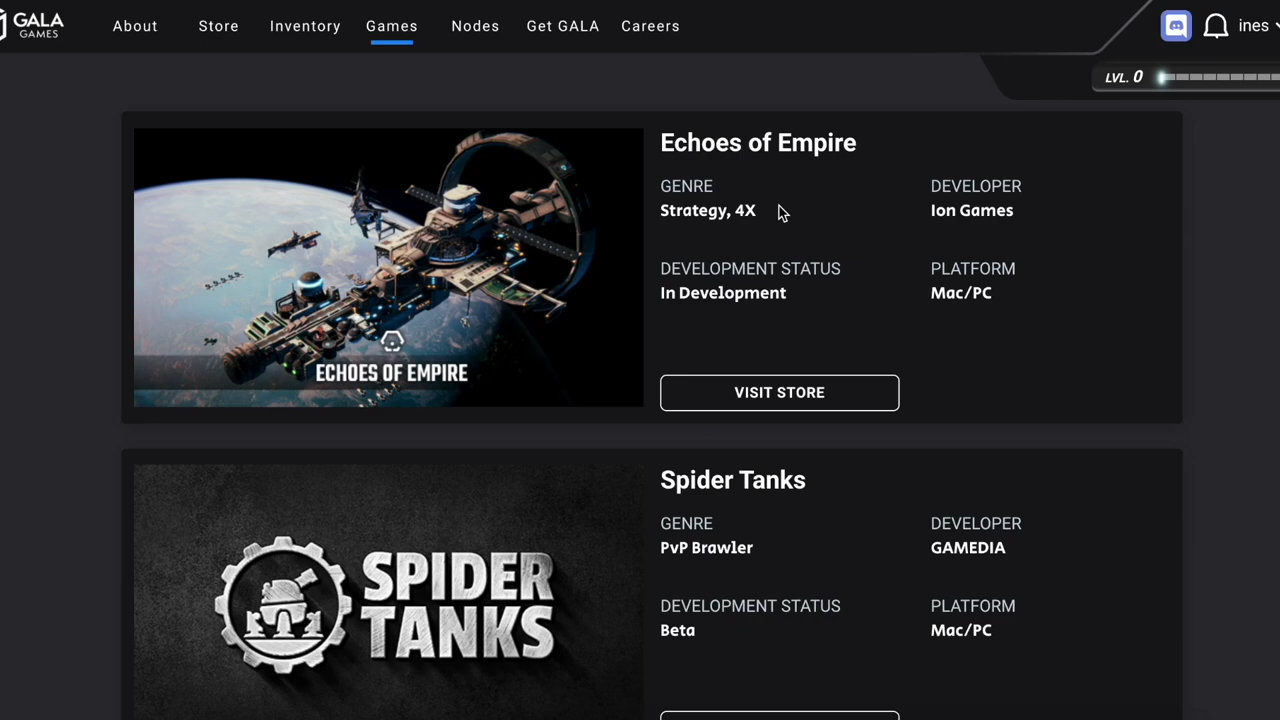 GALA
GAMES
About
Store
Inventory
Games
Nodes
Get GALA
Careers
ines
LVL. 0
Echoes of Empire
GENRE
Strategy, 4X
DEVELOPER
Ion Games
DEVELOPMENT STATUS
In Development
PLATFORM
Mac/PC
VISIT STORE
ECHOES OF EMPIRE
Spider Tanks
GENRE
PvP Brawler
DEVELOPER
GAMEDIA
DEVELOPMENT STATUS
Beta
PLATFORM
Mac/PC
SPIDER
TANKS